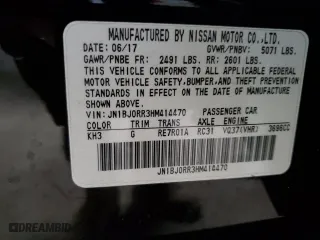 MANUFACTURED BY NISSAN MOTOR CO.,LTD.
DATE: 06/17 GVWR/PNBV: 5071 LBS.
GAWR/PNBE FR: 2491 LBS. RR: 2601 LBS.
THIS VEHICLE CONFORMS TO ALL APPLICABLE FEDERAL
MOTOR VEHICLE SAFETY, BUMPER, AND THEFT PREVENTION
STANDARDS IN EFFECT ON THE DATE OF MANUFACTURE
SHOWN ABOVE.
VIN: JN1BJ0RR3HM414470 PASSENGER CAR
COLOR TRIM TRANS AXLE ENGINE
KH3 G RE7R01A RC31 VQ37(VHR) 3696CC
JN1BJ0RR3HM414470